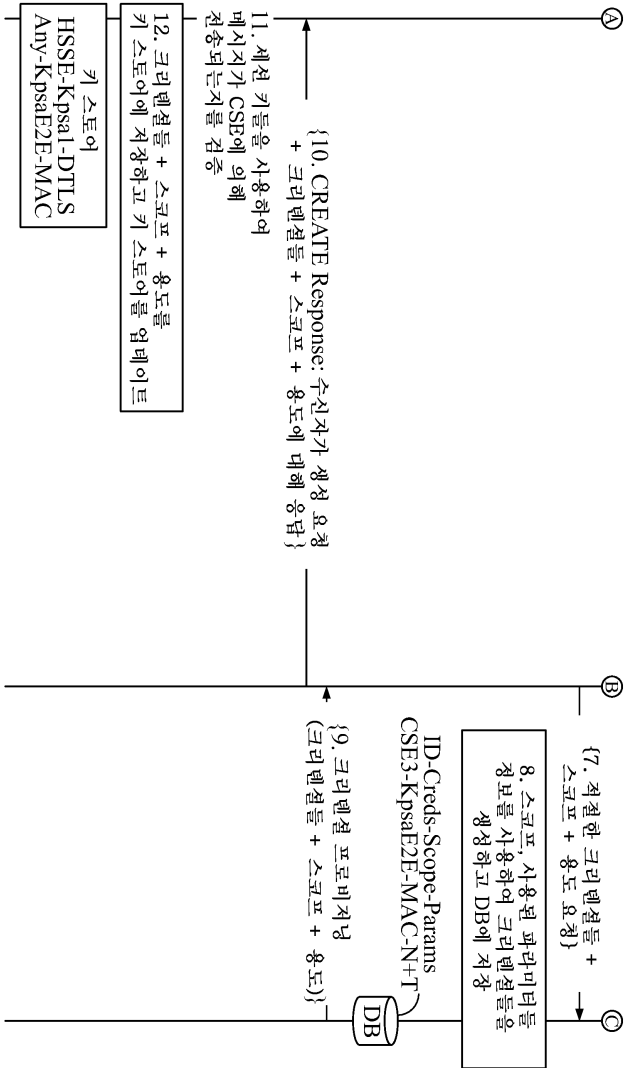 Ⓐ
Ⓑ
Ⓒ
{7. 적절한 크리덴셜들 +
스코프 + 용도 요청}
8. 스코프, 사용된 파라미터들
정보를 사용하여 크리덴셜들을
생성하고 DB에 저장
ID-Creds-Scope-Params
CSE3-KpsaE2E-MAC-N+T
DB
{9. 크리덴셜 프로비저닝
(크리덴셜들 + 스코프 + 용도)}
{10. CREATE Response: 수신자가 생성 요청
+ 크리덴셜들 + 스코프 + 용도에 대해 응답}
11. 세션 키들을 사용하여
메시지가 CSE에 의해
전송되는지를 검증
12. 크리덴셜들 + 스코프 + 용도를
키 스토어에 저장하고 키 스토어를 업데이트
키 스토어
HSSE-Kpsa1-DTLS
Any-KpsaE2E-MAC